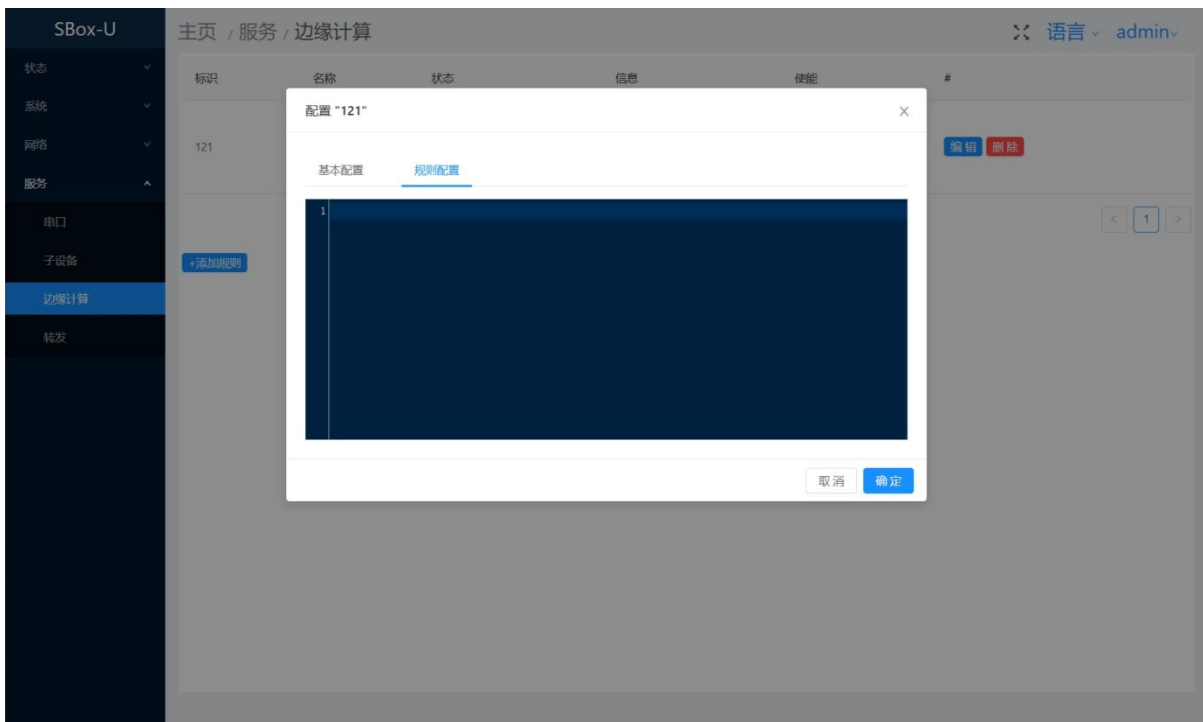 SBox-U
主页 / 服务 / 边缘计算
语言 admin
状态
系统
网络
服务
串口
子设备
边缘计算
转发
标识 名称 状态 信息 使能 #
121 编辑 删除
< 1 >
+添加规则
配置 "121"
基本配置 规则配置
1
取消 确定